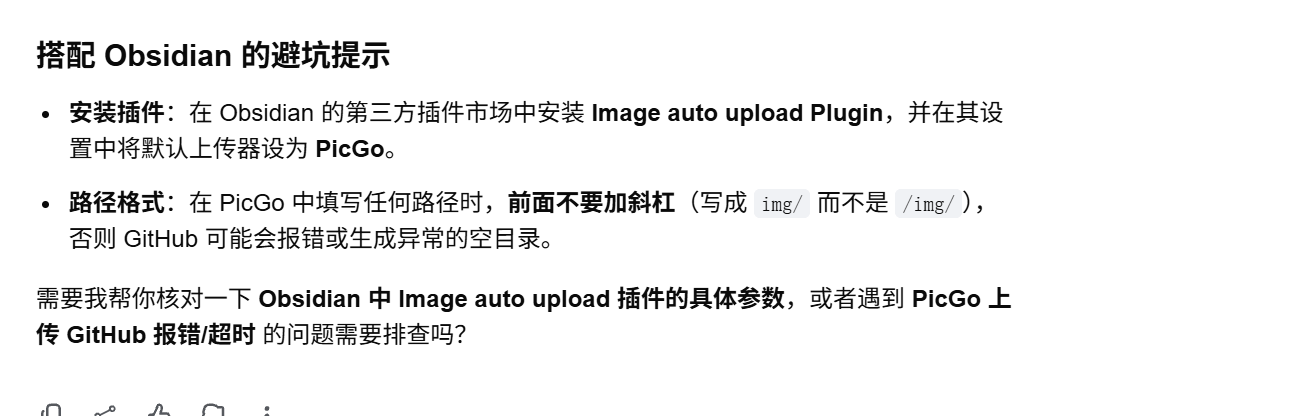 搭配 Obsidian 的避坑提示
安装插件：在 Obsidian 的第三方插件市场中安装 Image auto upload Plugin，并在其设
置中将默认上传器设为 PicGo。
路径格式：在 PicGo 中填写任何路径时，前面不要加斜杠（写成 img/ 而不是 /img/），
否则 GitHub 可能会报错或生成异常的空目录。
需要我帮你核对一下 Obsidian 中 Image auto upload 插件的具体参数，或者遇到 PicGo 上
传 GitHub 报错/超时 的问题需要排查吗？